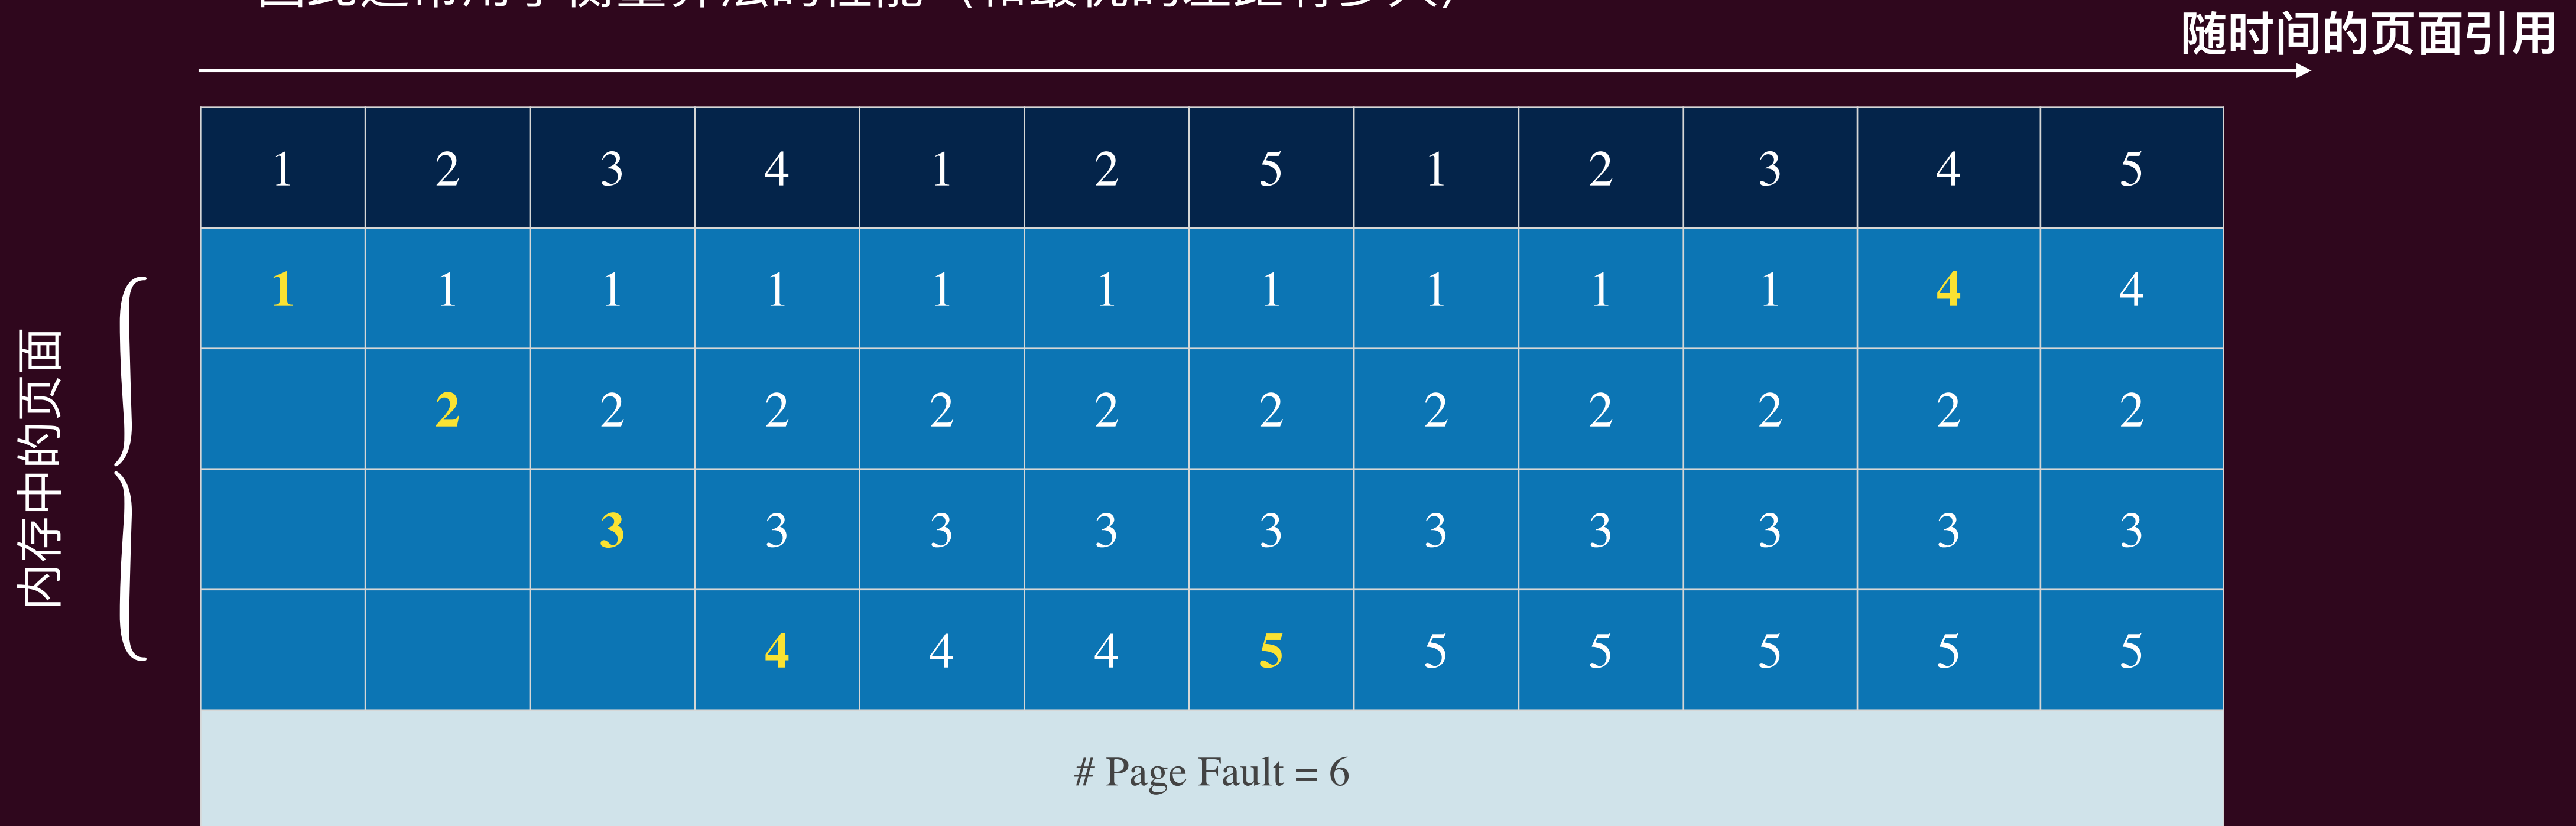 随时间的页面引用
1 2 3 4 1 2 5 1 2 3 4 5
内存中的页面
1 1 1 1 1 1 1 1 1 1 4 4
2 2 2 2 2 2 2 2 2 2 2
3 3 3 3 3 3 3 3 3 3
4 4 4 5 5 5 5 5 5
# Page Fault = 6